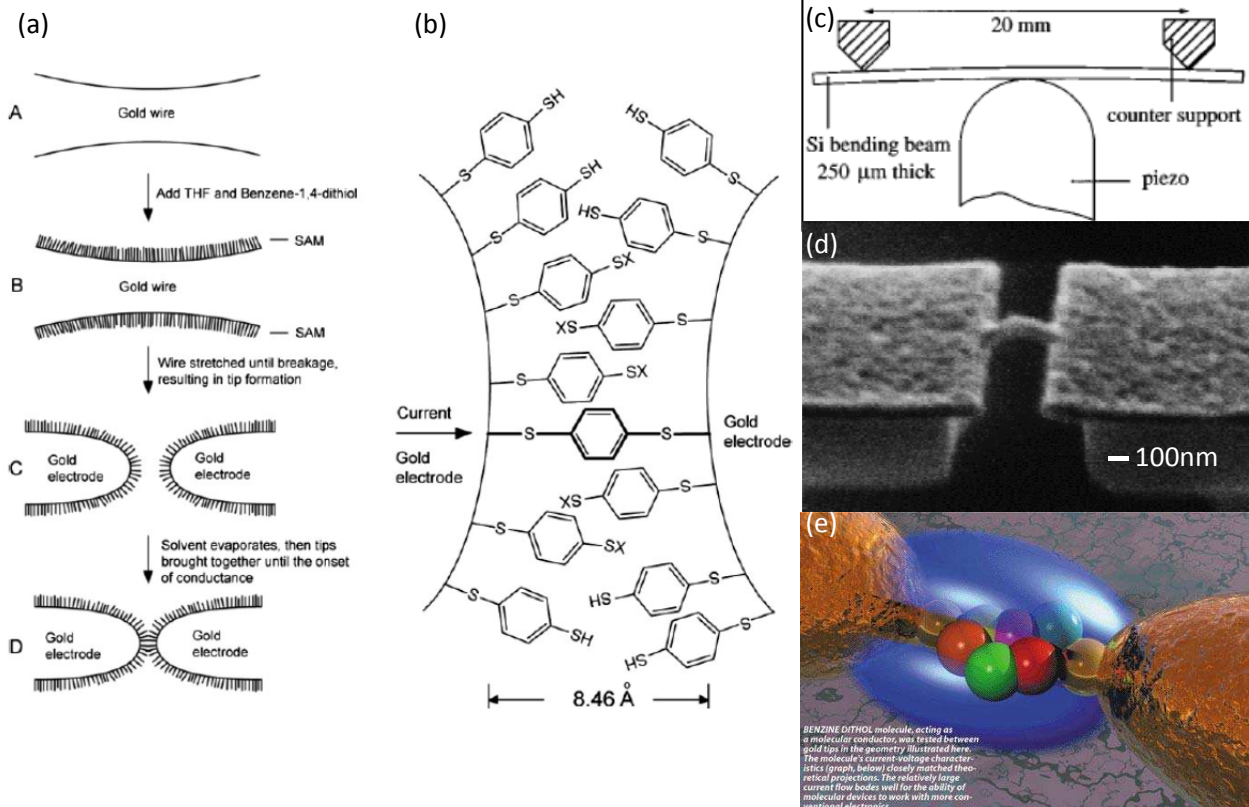 (a)
A
Gold wire
Add THF and Benzene-1,4-dithiol
SAM
B
Gold wire
SAM
Wire stretched until breakage,
resulting in tip formation
C
Gold
electrode
Gold
electrode
Solvent evaporates, then tips
brought together until the onset
of conductance
D
Gold
electrode
Gold
electrode
(b)
SH
S
HS
S
SH
S
HS
S
SX
S
XS
S
SX
S
Current
Gold
electrode
S
S
Gold
electrode
XS
S
SX
S
HS
S
SH
S
HS
S
8.46 Å
(c)
20 mm
counter support
Si bending beam
250 μm thick
piezo
(d)
100nm
(e)
BENZINE DITHOL molecule, acting as
a molecular conductor, was tested between
gold tips in the geometry illustrated here.
The molecule's current-voltage character-
istics (graph, below) closely matched theo-
retical projections. The relatively large
current flow bodes well for the ability of
molecular devices to work with more con-
ventional electronics.